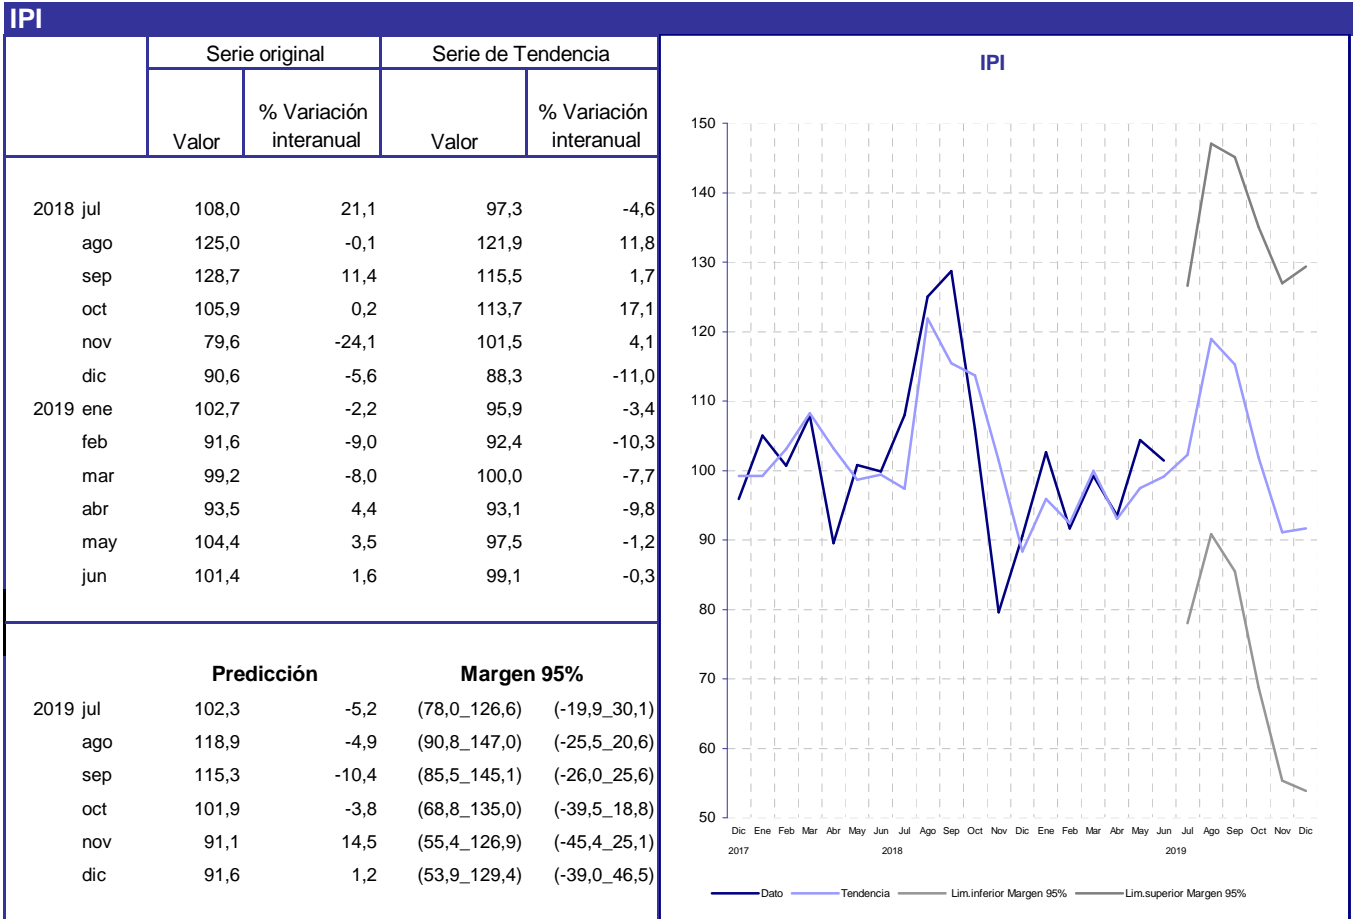 IPI
Serie original Serie de Tendencia
Valor % Variación interanual Valor % Variación interanual
2018 jul 108,0 21,1 97,3 -4,6
ago 125,0 -0,1 121,9 11,8
sep 128,7 11,4 115,5 1,7
oct 105,9 0,2 113,7 17,1
nov 79,6 -24,1 101,5 4,1
dic 90,6 -5,6 88,3 -11,0
2019 ene 102,7 -2,2 95,9 -3,4
feb 91,6 -9,0 92,4 -10,3
mar 99,2 -8,0 100,0 -7,7
abr 93,5 4,4 93,1 -9,8
may 104,4 3,5 97,5 -1,2
jun 101,4 1,6 99,1 -0,3
Predicción Margen 95%
2019 jul 102,3 -5,2 (78,0_126,6) (-19,9_30,1)
ago 118,9 -4,9 (90,8_147,0) (-25,5_20,6)
sep 115,3 -10,4 (85,5_145,1) (-26,0_25,6)
oct 101,9 -3,8 (68,8_135,0) (-39,5_18,8)
nov 91,1 14,5 (55,4_126,9) (-45,4_25,1)
dic 91,6 1,2 (53,9_129,4) (-39,0_46,5)
IPI
150
140
130
120
110
100
90
80
70
60
50
Dic Ene Feb Mar Abr May Jun Jul Ago Sep Oct Nov Dic Ene Feb Mar Abr May Jun Jul Ago Sep Oct Nov Dic
2017 2018 2019
Dato Tendencia Lim.inferior Margen 95% Lim.superior Margen 95%